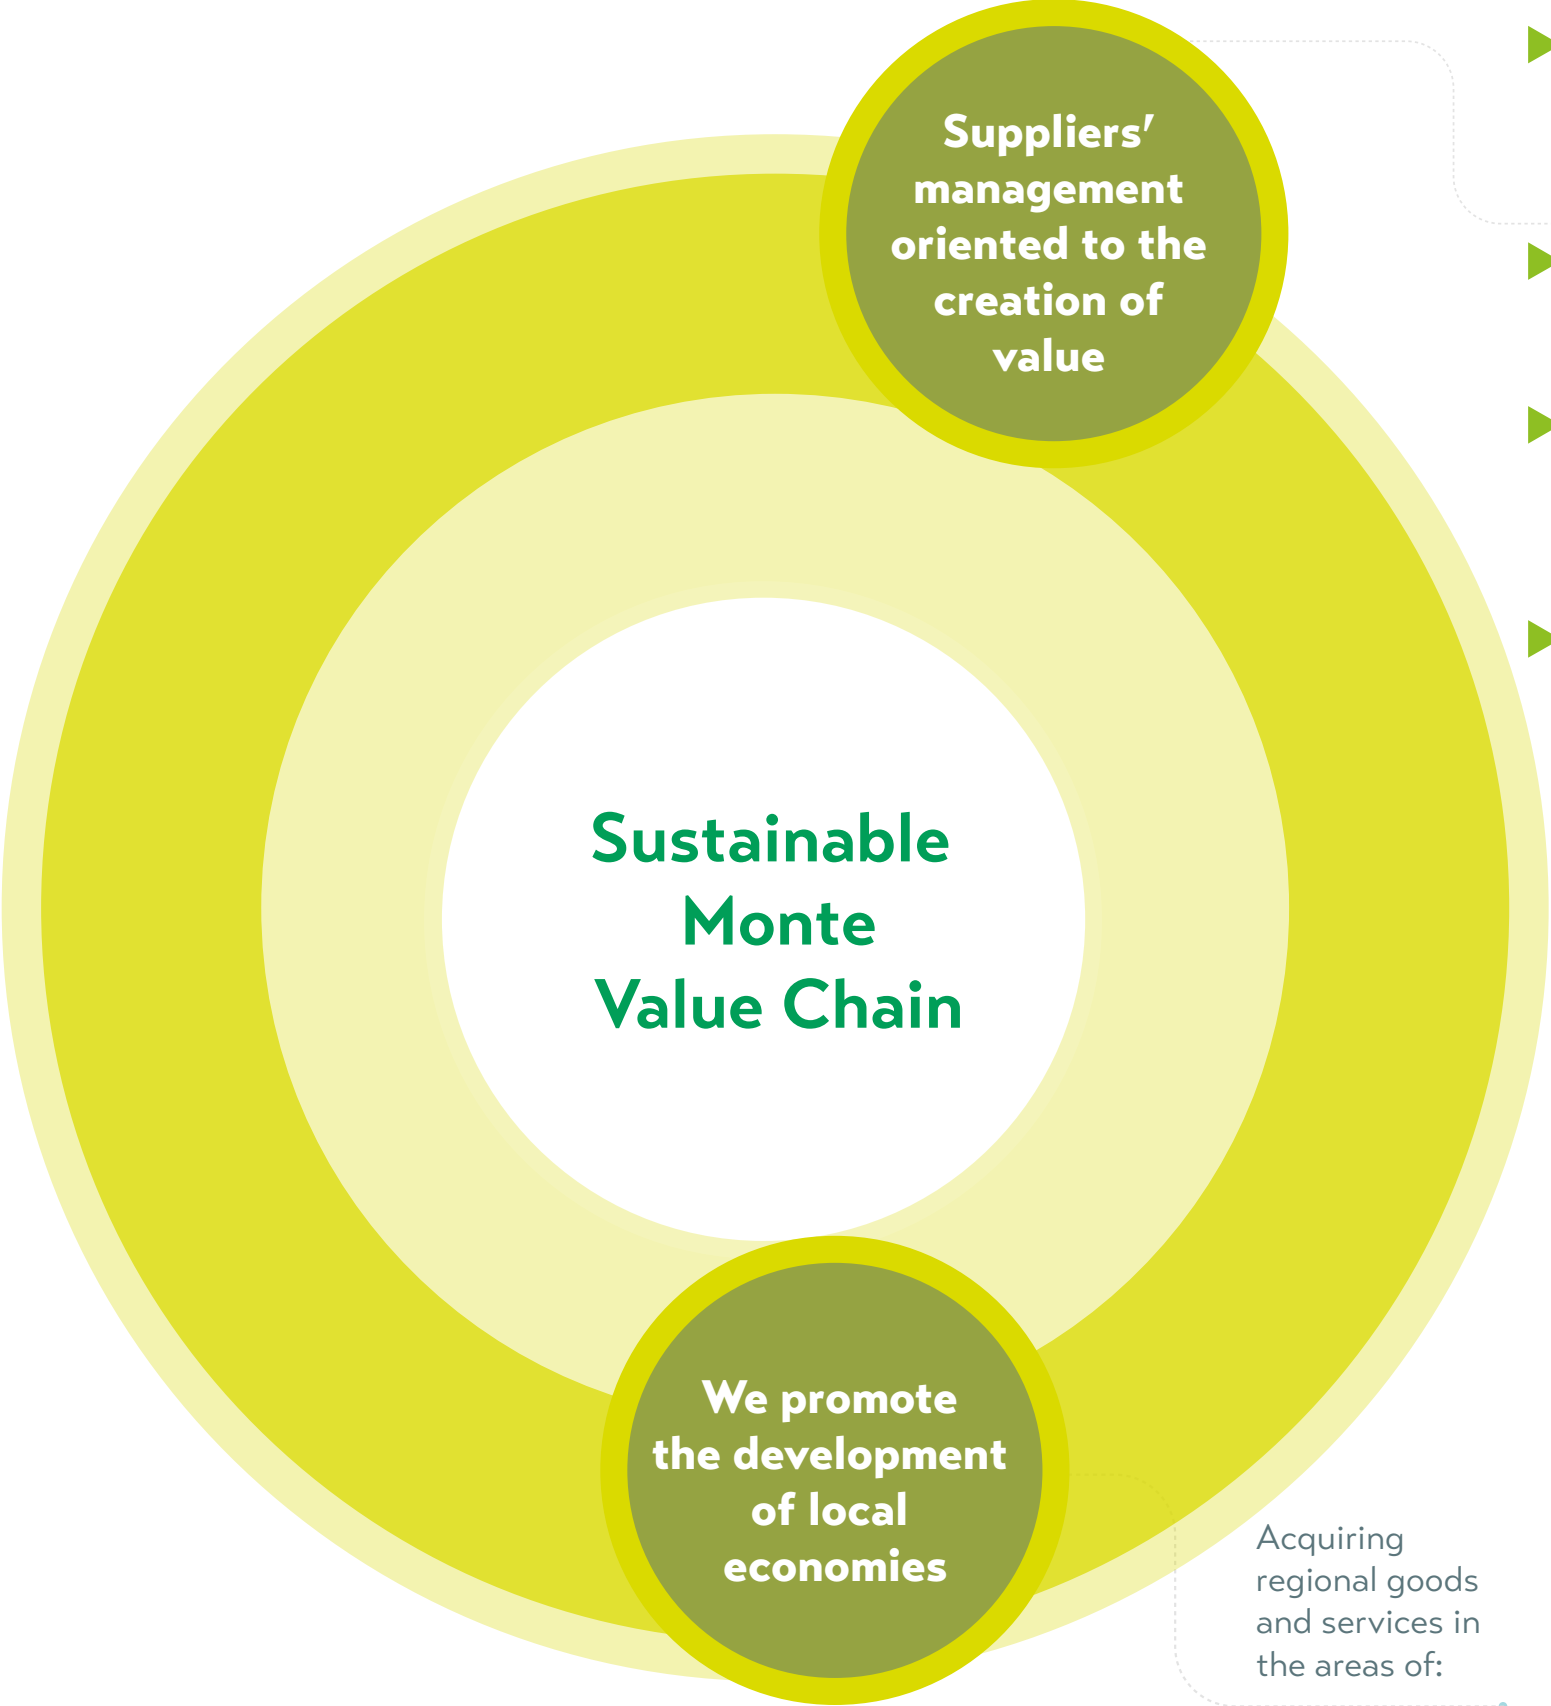 Suppliers’
management
oriented to the
creation of
value
Sustainable
Monte
Value Chain
We promote
the development
of local
economies
Acquiring
regional goods
and services in
the areas of: